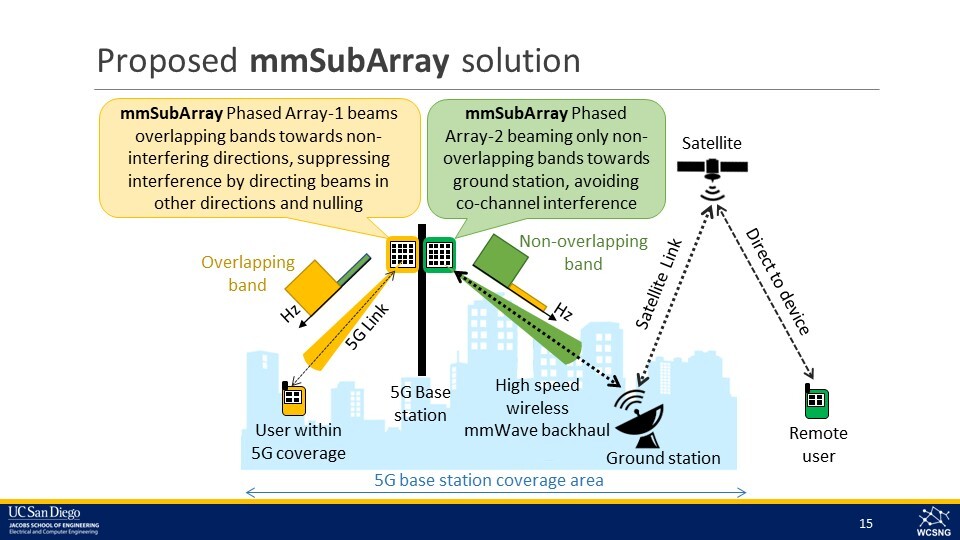 Proposed mmSubArray solution
mmSubArray Phased Array-1 beams
overlapping bands towards non-
interfering directions, suppressing
interference by directing beams in
other directions and nulling
mmSubArray Phased
Array-2 beaming only non-
overlapping bands towards
ground station, avoiding
co-channel interference
Satellite
Overlapping
band
Hz
5G Link
Non-overlapping
band
Hz
Satellite Link
Direct to device
5G Base
station
High speed
wireless
mmWave backhaul
User within
5G coverage
Ground station
Remote
user
5G base station coverage area
UC San Diego
JACOBS SCHOOL OF ENGINEERING
Electrical and Computer Engineering
15
WCSNG